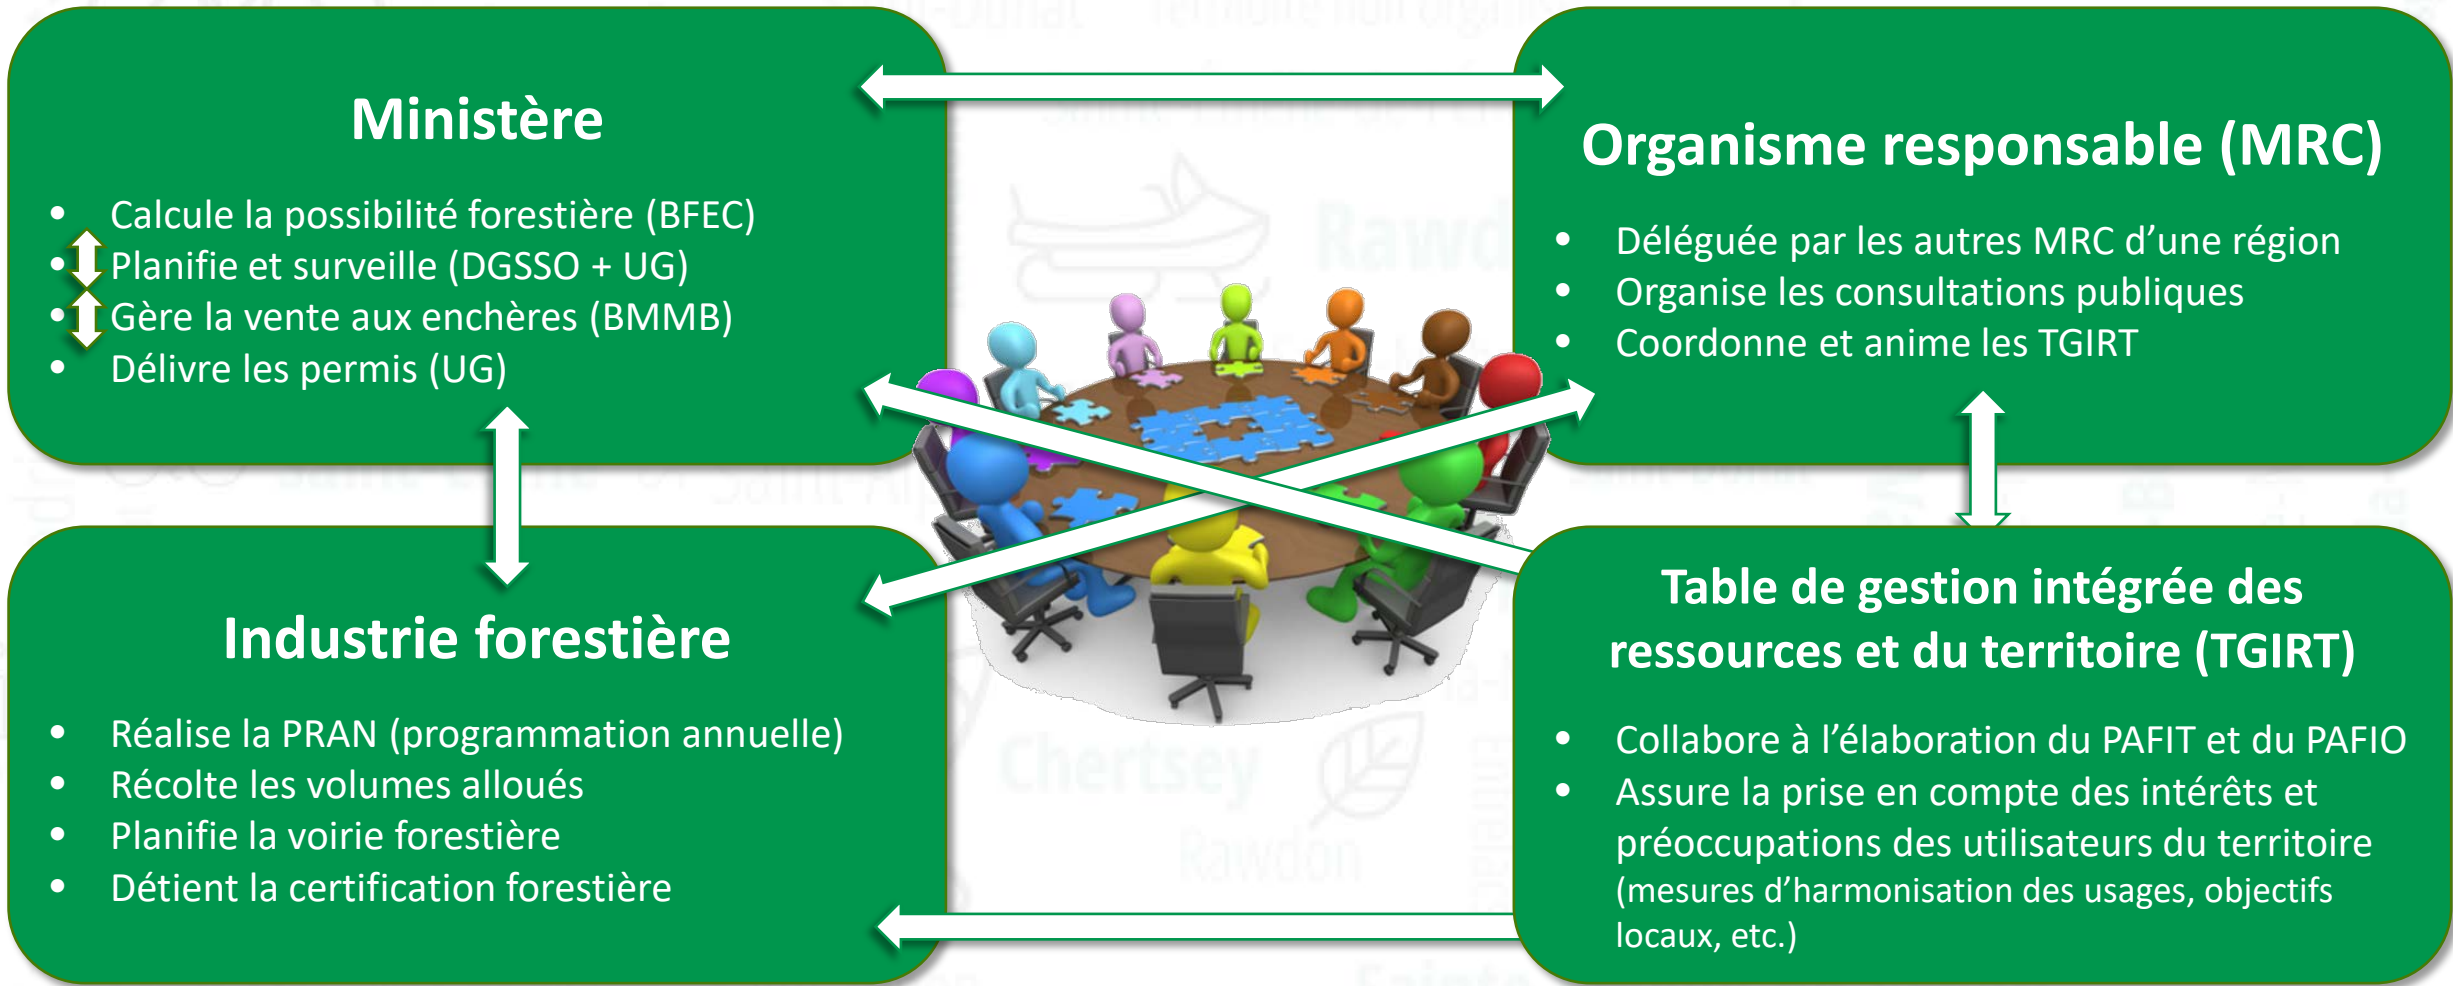 Ministère
• Calcule la possibilité forestière (BFEC)
• Planifie et surveille (DGSSO + UG)
• Gère la vente aux enchères (BMMB)
• Délivre les permis (UG)
Organisme responsable (MRC)
• Déléguée par les autres MRC d’une région
• Organise les consultations publiques
• Coordonne et anime les TGIRT
Industrie forestière
• Réalise la PRAN (programmation annuelle)
• Récolte les volumes alloués
• Planifie la voirie forestière
• Détient la certification forestière
Table de gestion intégrée des
ressources et du territoire (TGIRT)
• Collabore à l’élaboration du PAFIT et du PAFIO
• Assure la prise en compte des intérêts et
préoccupations des utilisateurs du territoire
(mesures d’harmonisation des usages, objectifs
locaux, etc.)
Chertsey
Rawdon